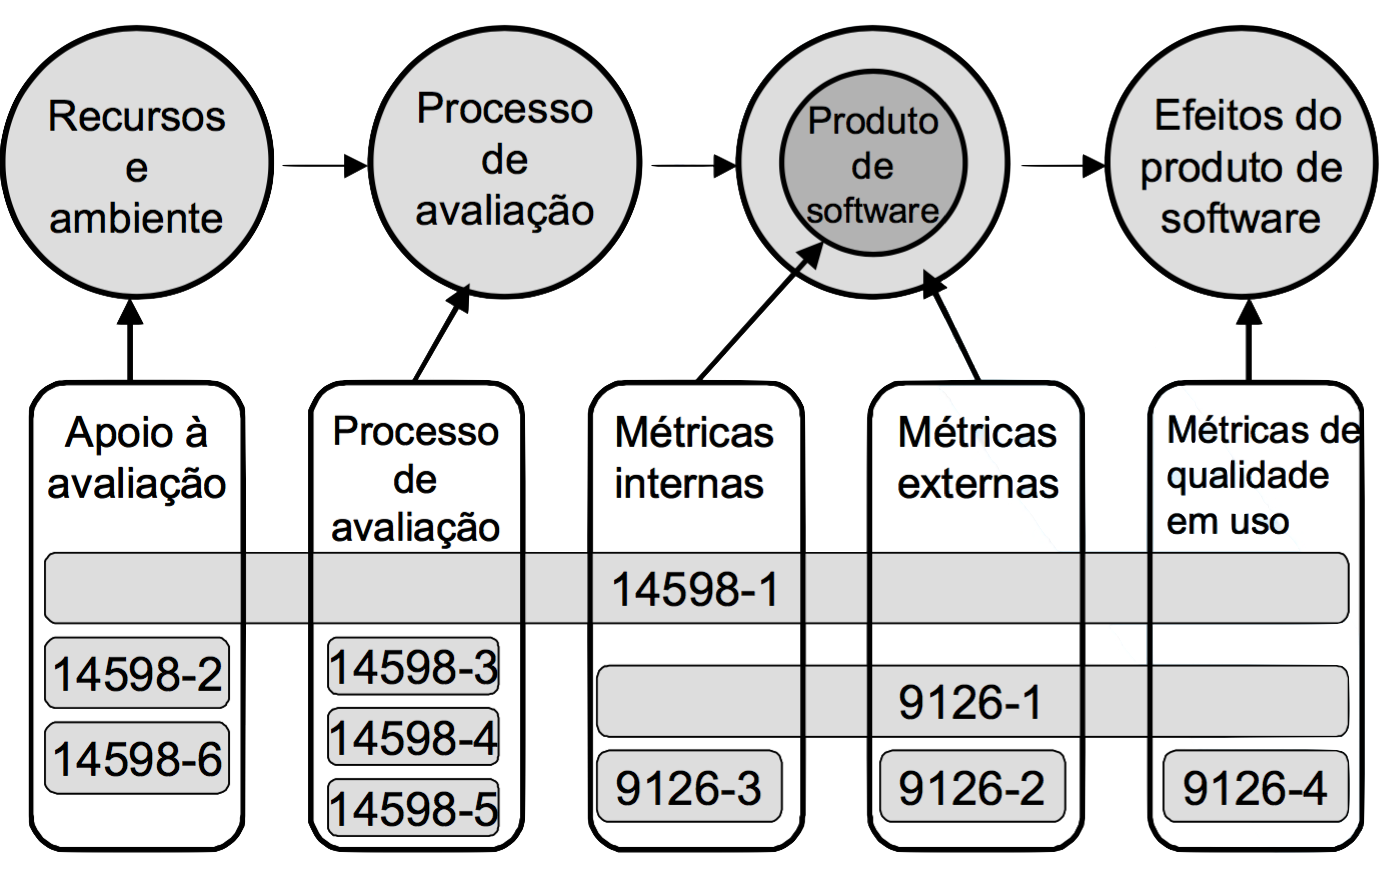 Recursos
e
ambiente
Processo
de
avaliação
Produto
de
software
Efeitos do
produto de
software
Apoio à
avaliação
Processo
de
avaliação
Métricas
internas
Métricas
externas
Métricas de
qualidade
em uso
14598-1
14598-2
14598-6
14598-3
14598-4
14598-5
9126-1
9126-3
9126-2
9126-4